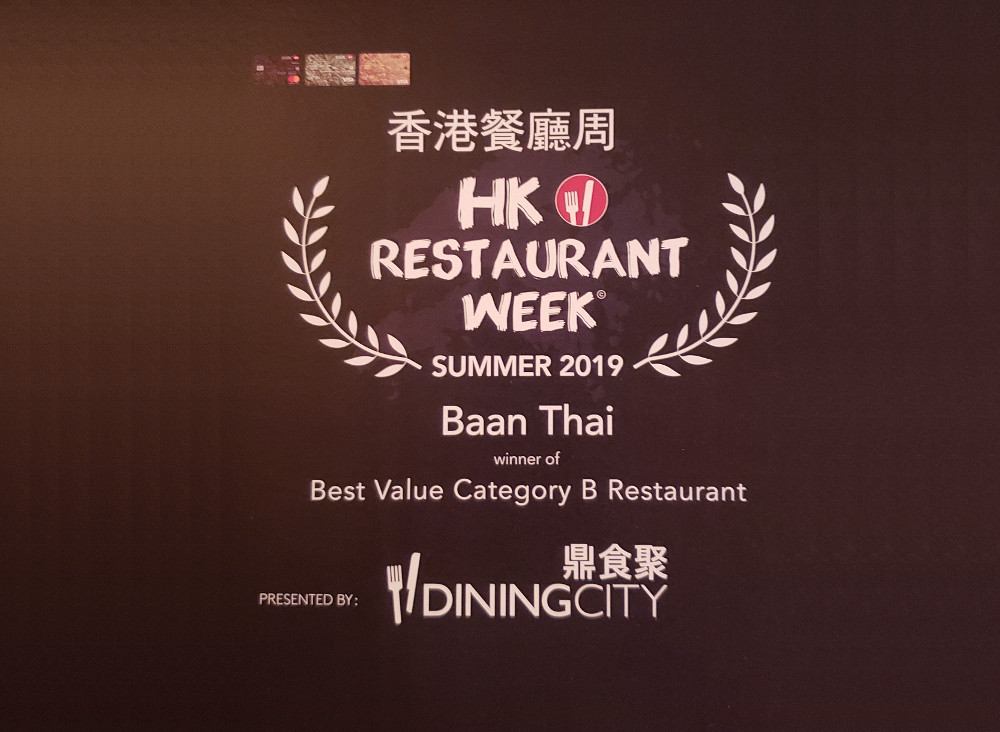 香港餐廳周
HK
RESTAURANT
WEEK©
SUMMER 2019
Baan Thai
winner of
Best Value Category B Restaurant
鼎食聚
PRESENTED BY: DININGCITY